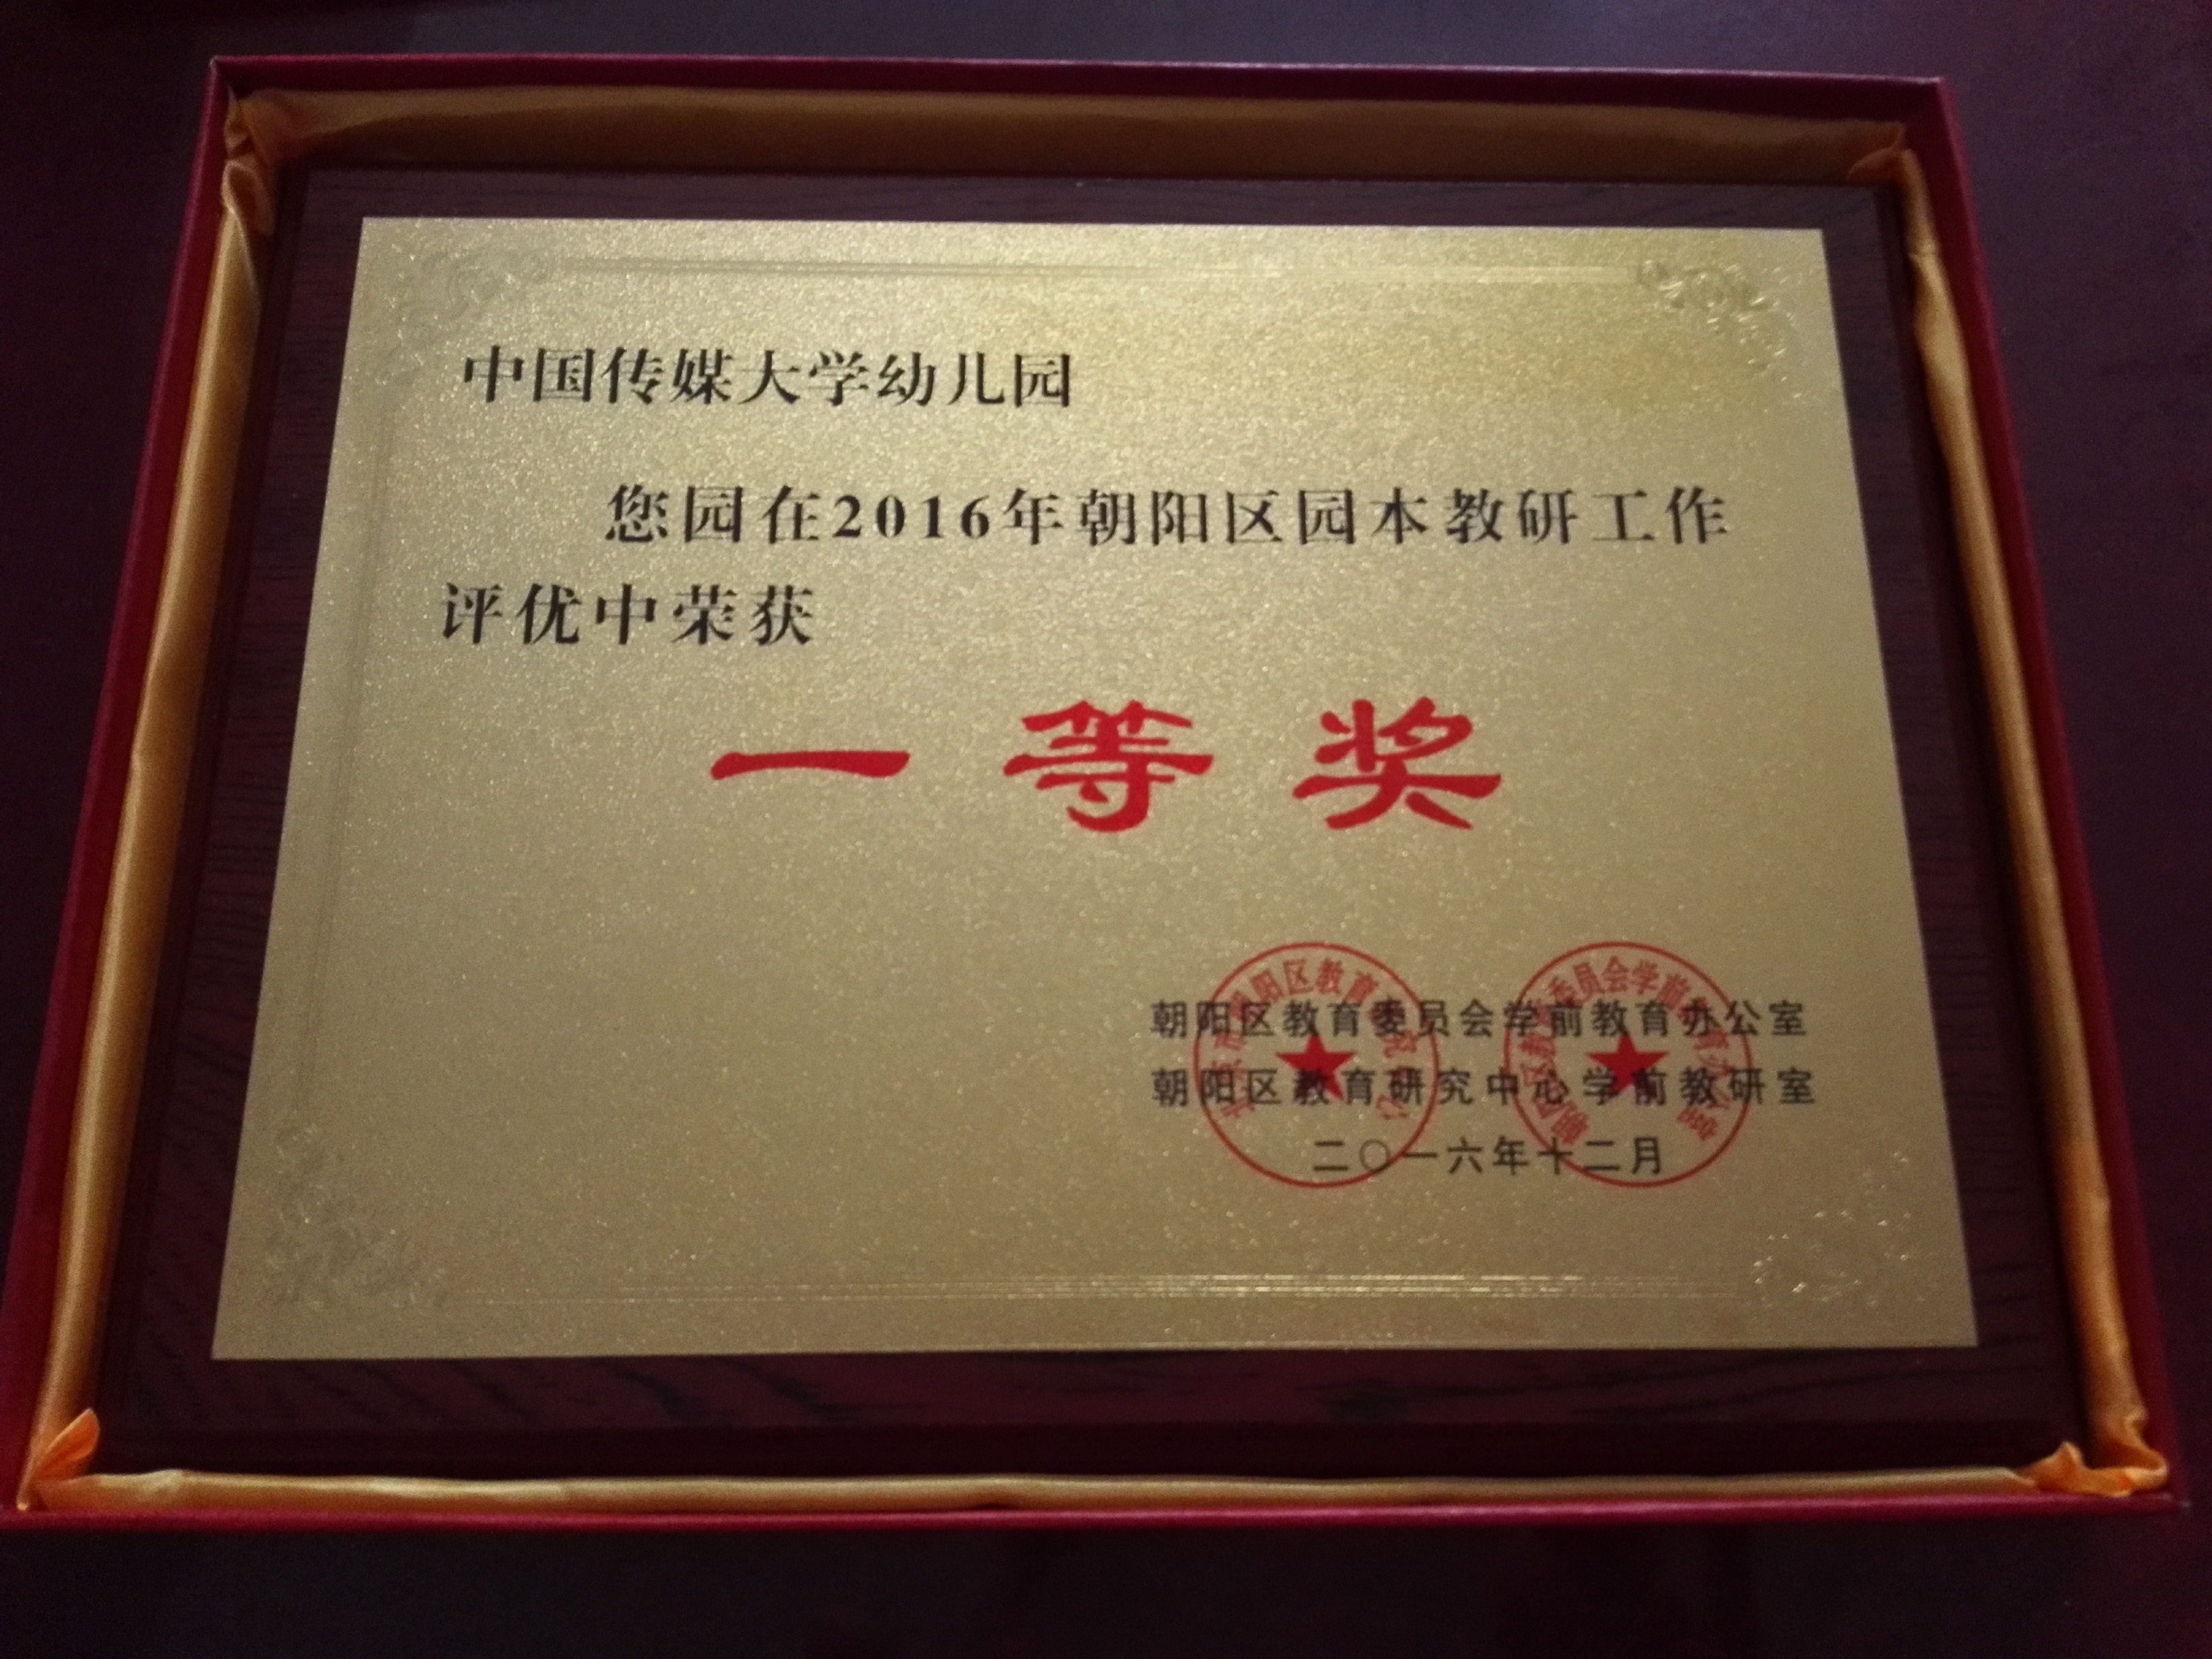 中国传媒大学幼儿园
您园在2016年朝阳区园本教研工作
评优中荣获
一等奖
朝阳区教育委员会学前教育办公室
朝阳区教育研究中心学前教研室
二〇一六年十二月